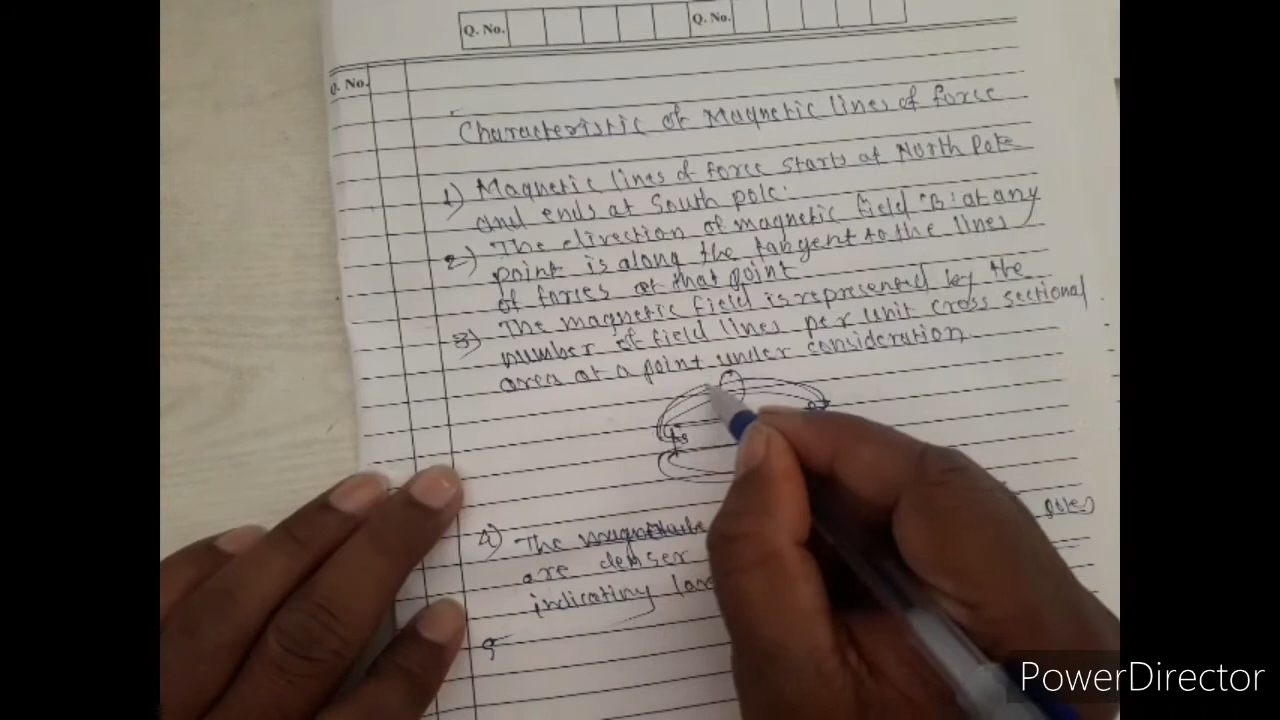 Q. No. Q. No.
Q. No.
Characteristic of Magnetic lines of force
1) Magnetic lines of force starts at North Pole
and ends at South pole.
2) The direction of magnetic field 'B' at any
point is along the tangent to the lines
of forces at that point
3) The magnetic field is represented by the
number of field lines per unit cross sectional
area at a point under consideration
S
4) The
are denser
indicating
5
PowerDirector